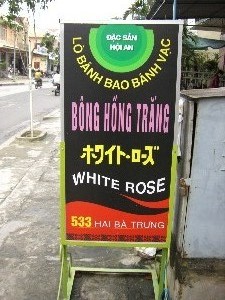 ĐẶC SẢN
HỘI AN
LÒ BÁNH BAO BÁNH VẠC
BÔNG HỒNG TRẮNG
ホワイト・ローズ
WHITE ROSE
533 HAI BÀ TRƯNG